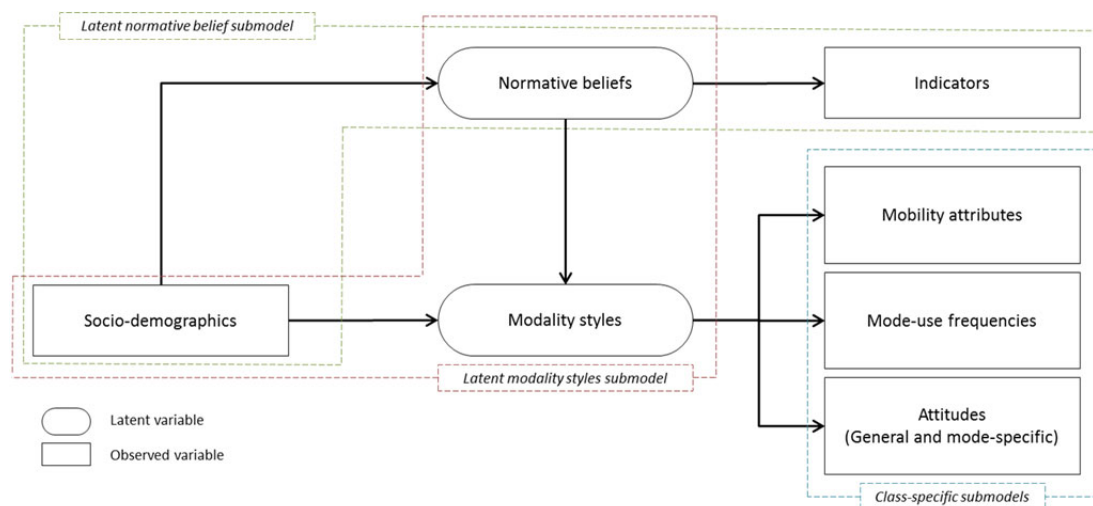 Latent normative belief submodel
Normative beliefs
Indicators
Mobility attributes
Socio-demographics
Modality styles
Mode-use frequencies
Latent modality styles submodel
Latent variable
Observed variable
Attitudes
(General and mode-specific)
Class-specific submodels